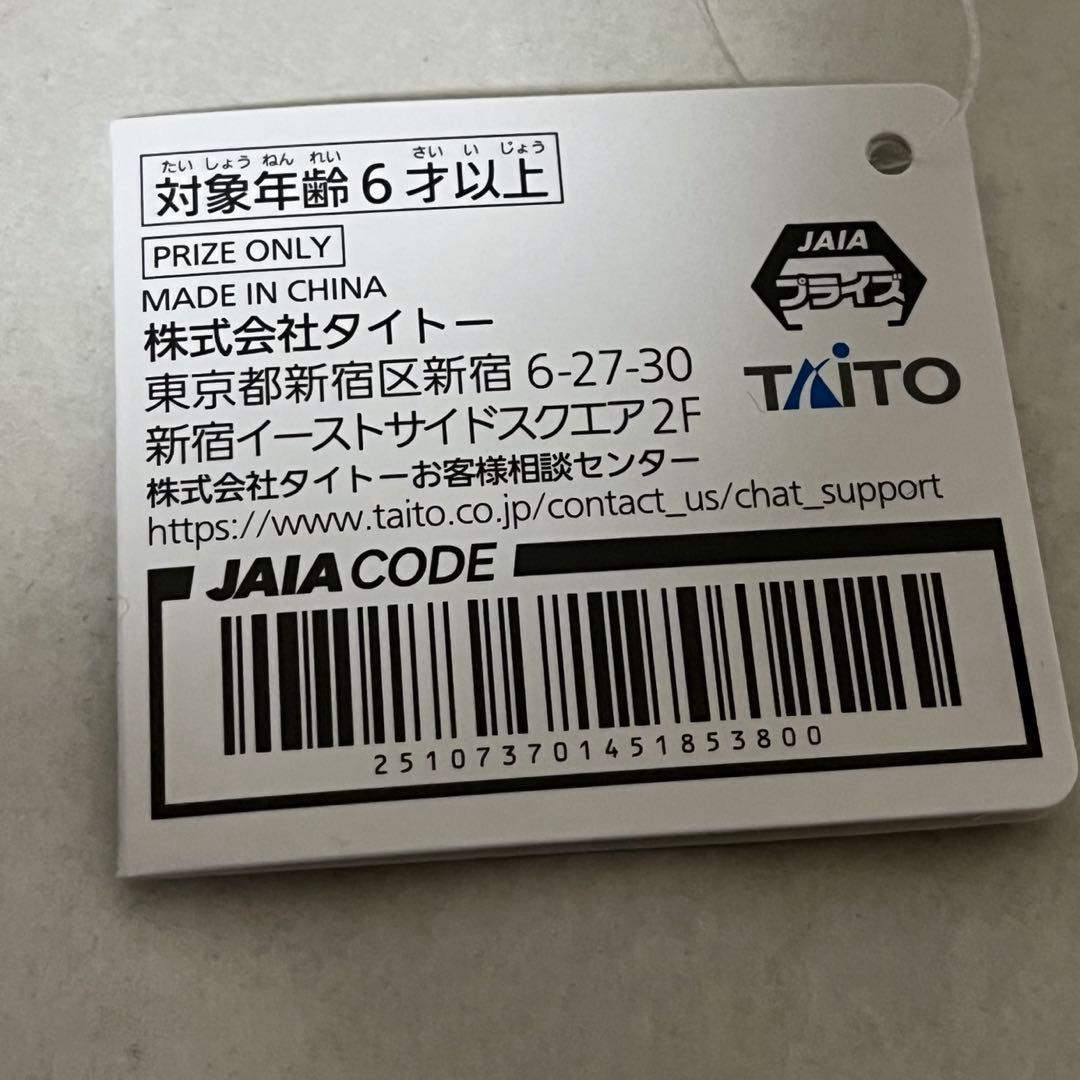 たいしょうねんれい さいいじょう
対象年齢6才以上
PRIZE ONLY
MADE IN CHINA
株式会社タイトー
東京都新宿区新宿 6-27-30
新宿イーストサイドスクエア2F
株式会社タイトーお客様相談センター
https://www.taito.co.jp/contact_us/chat_support
JAIA
プライズ
TAITO
JAIA CODE
251073701451853800